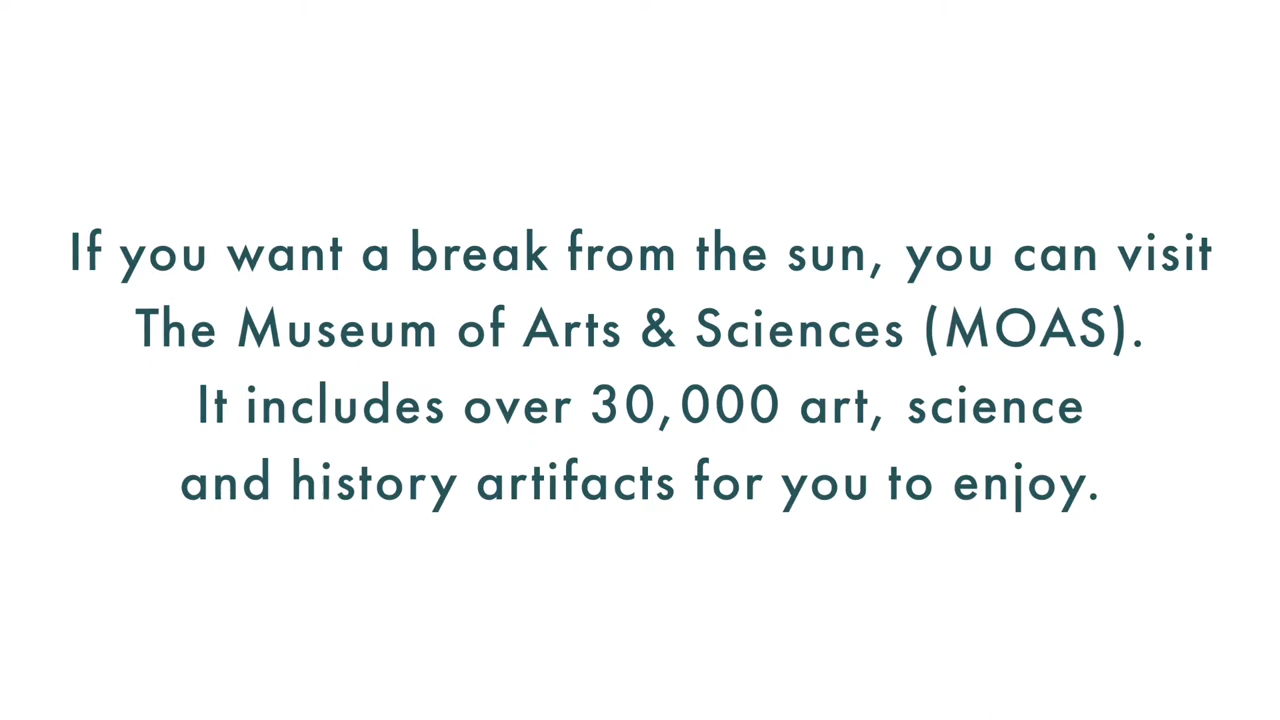 If you want a break from the sun, you can visit
The Museum of Arts & Sciences (MOAS).
It includes over 30,000 art, science
and history artifacts for you to enjoy.